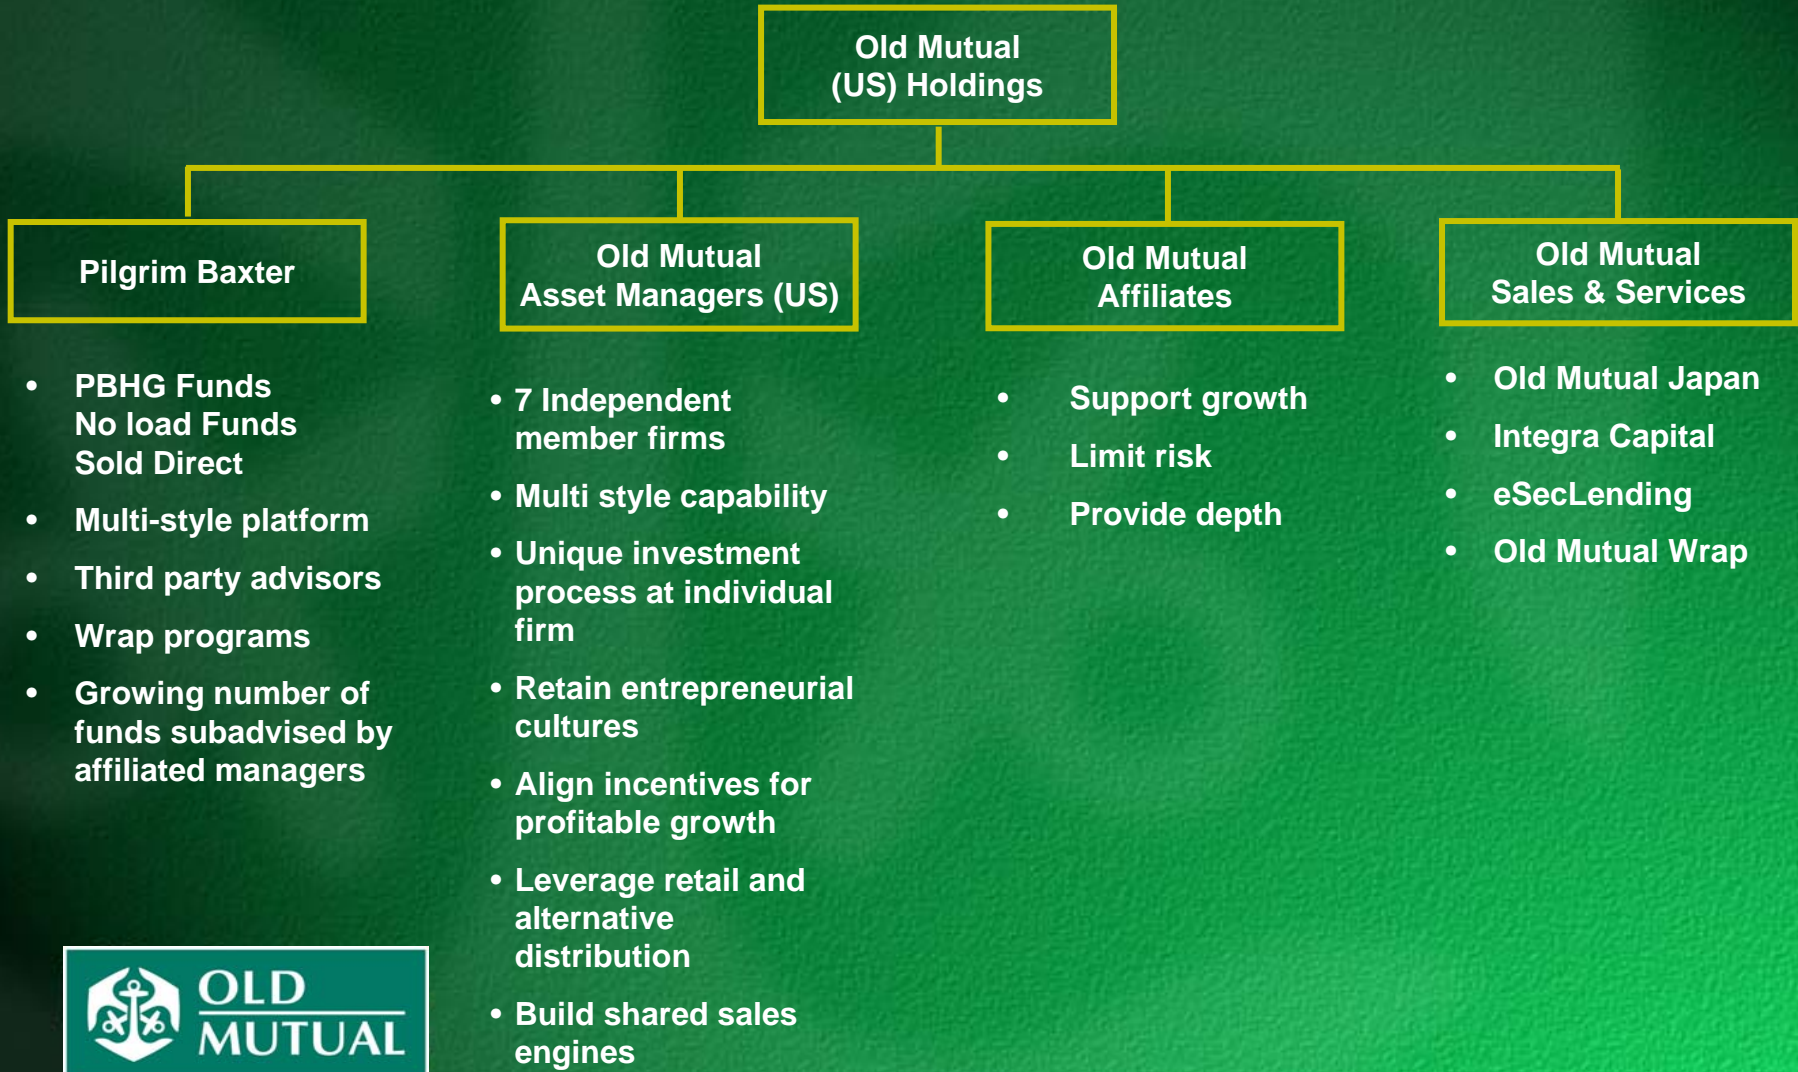 Old Mutual
(US) Holdings
Pilgrim Baxter
• PBHG Funds
No load Funds
Sold Direct
• Multi-style platform
• Third party advisors
• Wrap programs
• Growing number of
funds subadvised by
affiliated managers
Old Mutual
Asset Managers (US)
• 7 Independent
member firms
• Multi style capability
• Unique investment
process at individual
firm
• Retain entrepreneurial
cultures
• Align incentives for
profitable growth
• Leverage retail and
alternative
distribution
• Build shared sales
engines
Old Mutual
Affiliates
• Support growth
• Limit risk
• Provide depth
Old Mutual
Sales & Services
• Old Mutual Japan
• Integra Capital
• eSecLending
• Old Mutual Wrap
OLD
MUTUAL